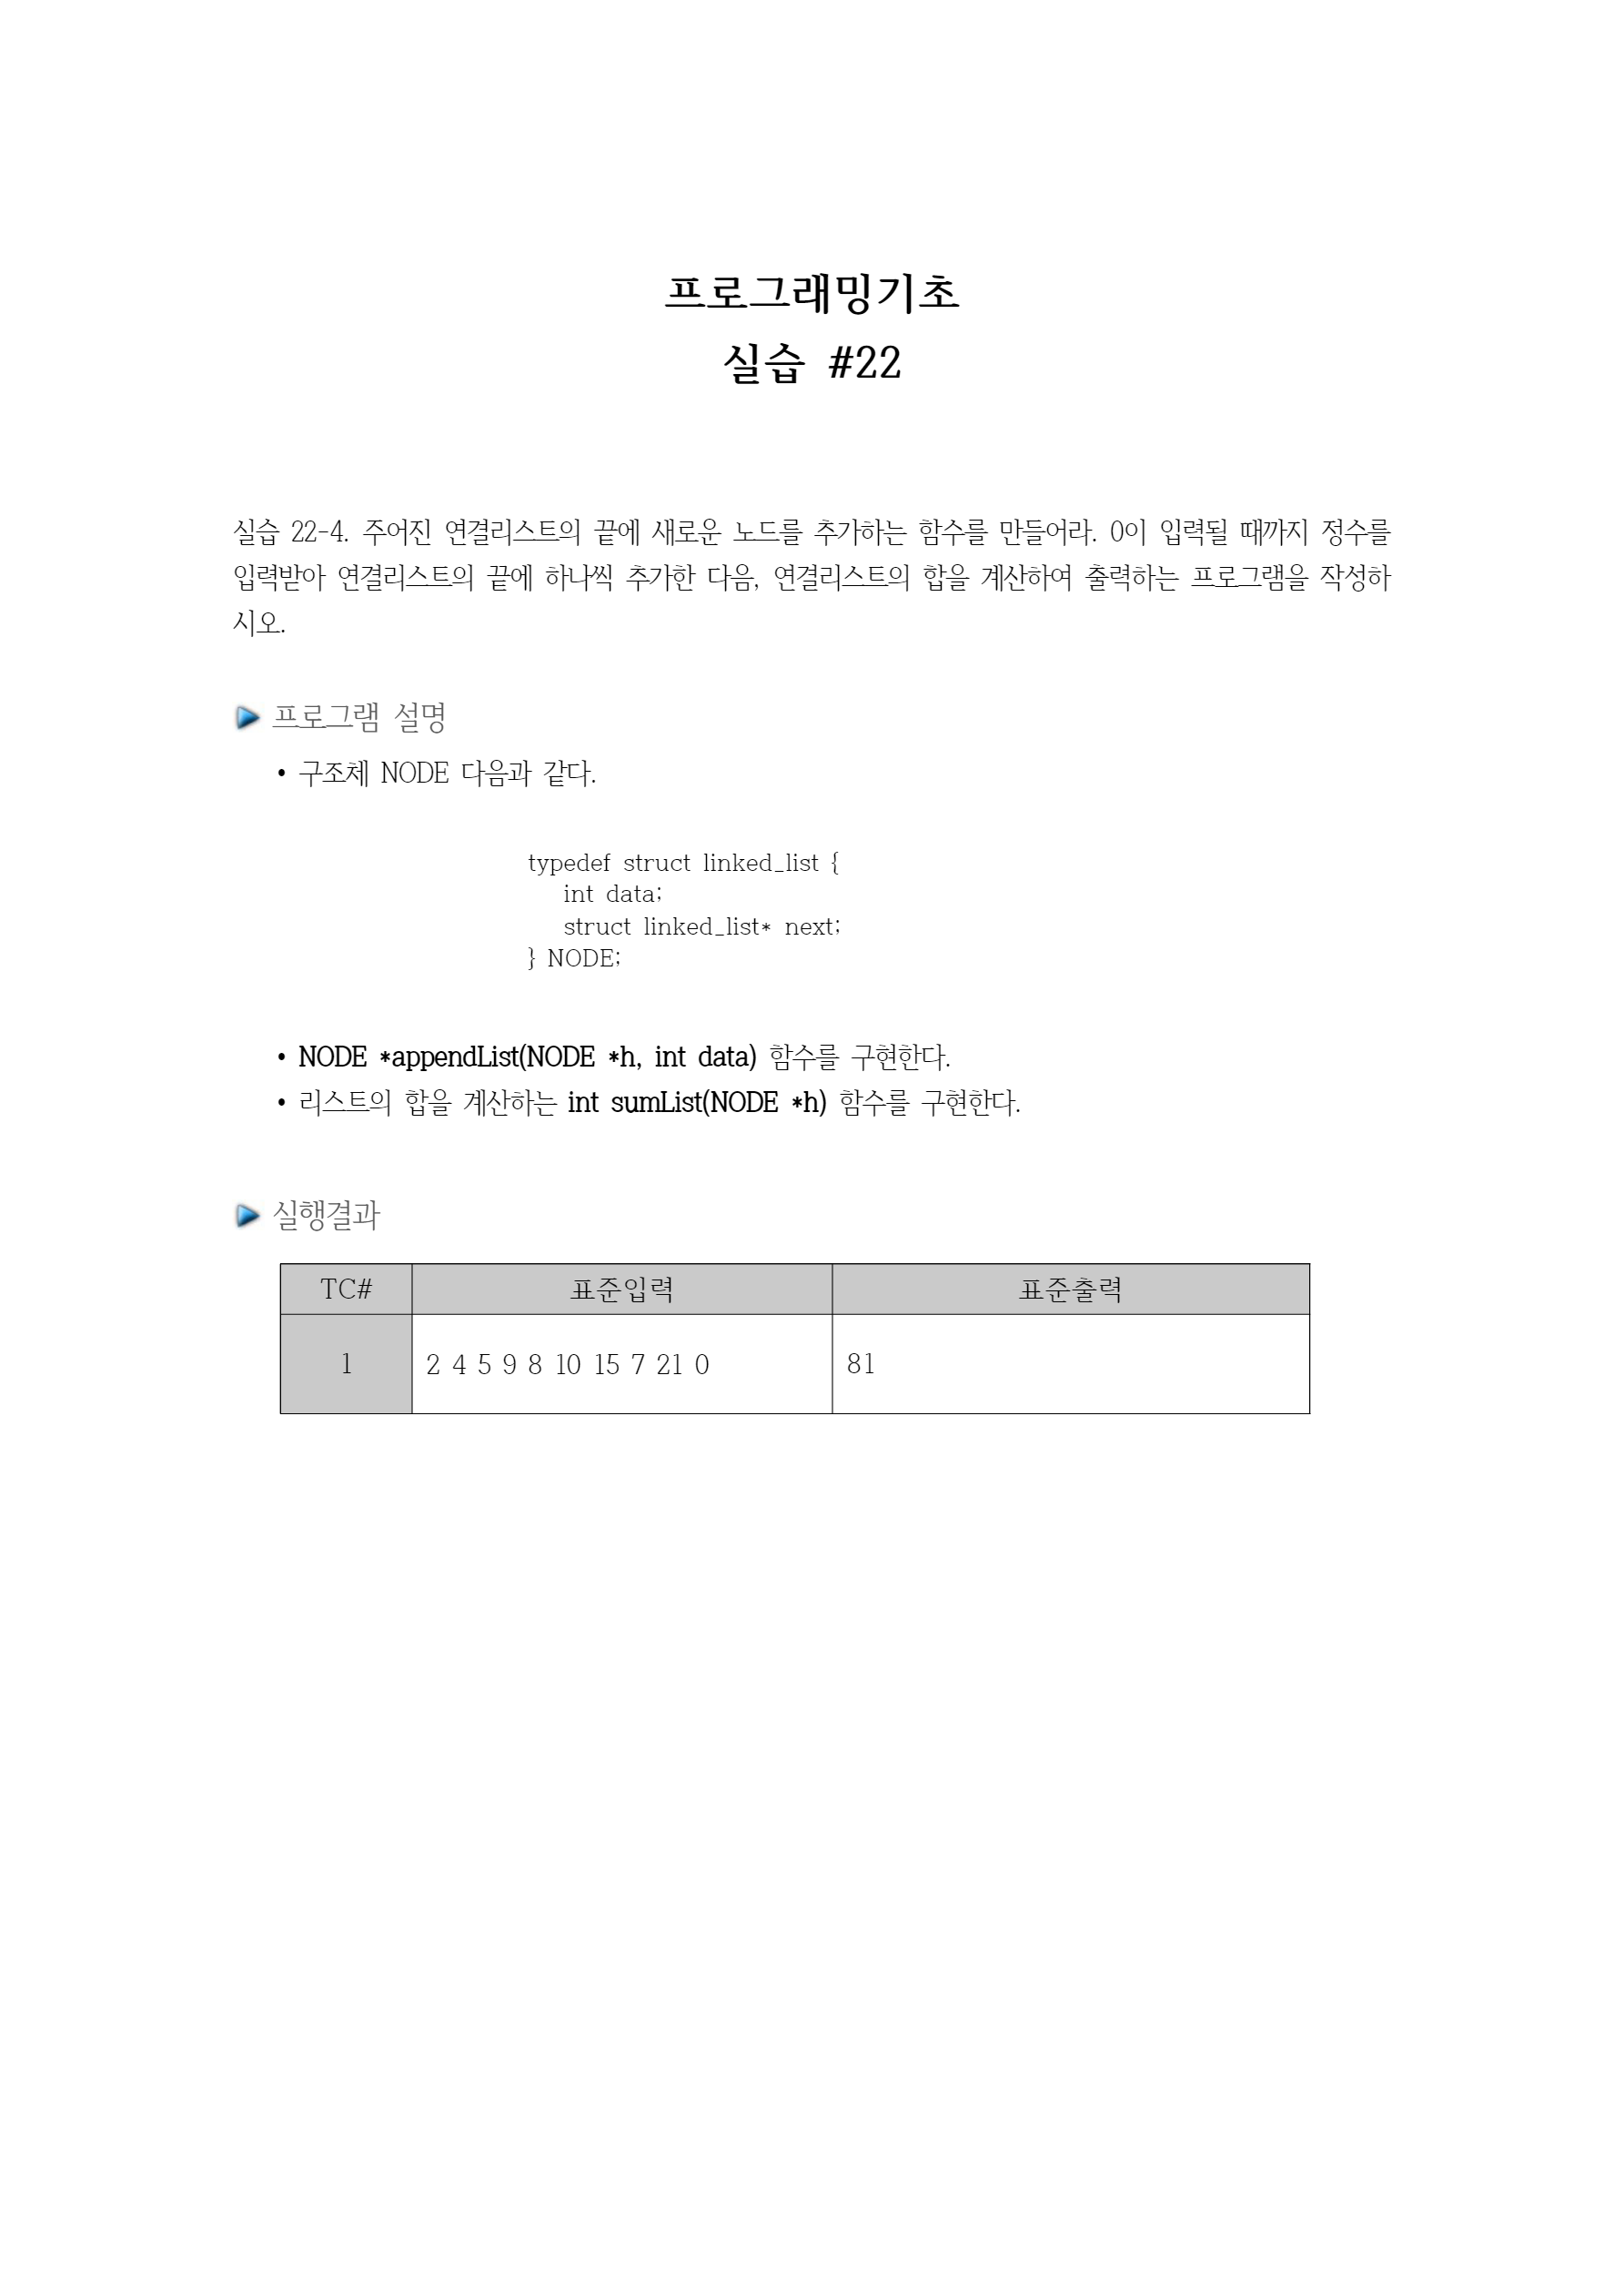 프로그래밍기초
실습 #22
실습 22-4. 주어진 연결리스트의 끝에 새로운 노드를 추가하는 함수를 만들어라. 0이 입력될 때까지 정수를
입력받아 연결리스트의 끝에 하나씩 추가한 다음, 연결리스트의 합을 계산하여 출력하는 프로그램을 작성하
시오.
프로그램 설명
• 구조체 NODE 다음과 같다.
typedef struct linked_list {
int data;
struct linked_list* next;
} NODE;
• NODE *appendList(NODE *h, int data) 함수를 구현한다.
• 리스트의 합을 계산하는 int sumList(NODE *h) 함수를 구현한다.
실행결과
TC# 표준입력 표준출력
1 2 4 5 9 8 10 15 7 21 0 81